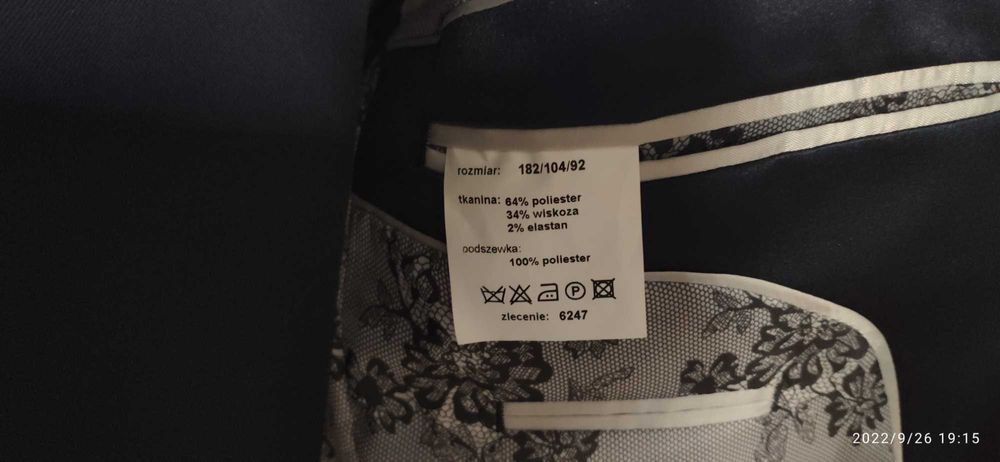 rozmiar: 182/104/92
tkanina: 64% poliester
34% wiskoza
2% elastan
podszewka:
100% poliester
P
zlecenie: 6247
2022/9/26 19:15